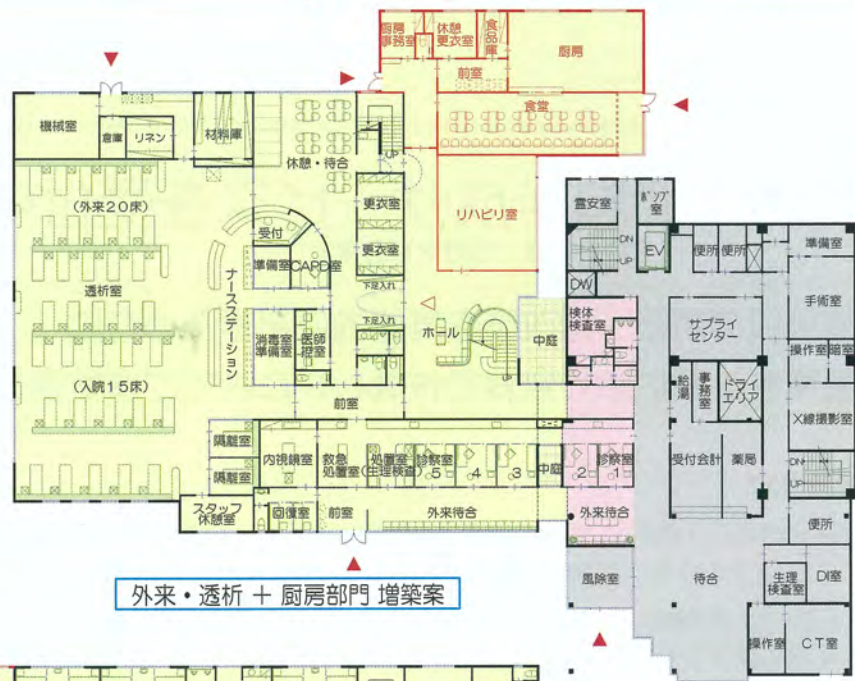 厨房
事務室
休憩
更衣室
食品庫
厨房
前室
食堂
機械室
倉庫
リネン
材料庫
休憩・待合
UP
(外来20床)
受付
更衣室
リハビリ室
霊安室
ポンプ
室
DN
UP
EV
便所
便所
準備室
準備室
CAPD室
更衣室
DW
手術室
透析室
ナースステーション
下足入れ
下足入れ
消毒室
準備室
医師
控室
ホール
中庭
検体
検査室
サプライ
センター
操作室
暗室
(入院15床)
前室
給湯
事務室
ドライ
エリア
X線撮影室
隔離室
隔離室
内視鏡室
救急
処置室
処置室
(生理検査)
診察室
5
4
3
中庭
2
診察室
1
受付会計
薬局
DN
UP
スタッフ
休憩室
回復室
前室
外来待合
外来待合
便所
風除室
待合
生理
検査室
DI室
操作室
CT室
外来・透析 + 厨房部門 増築案